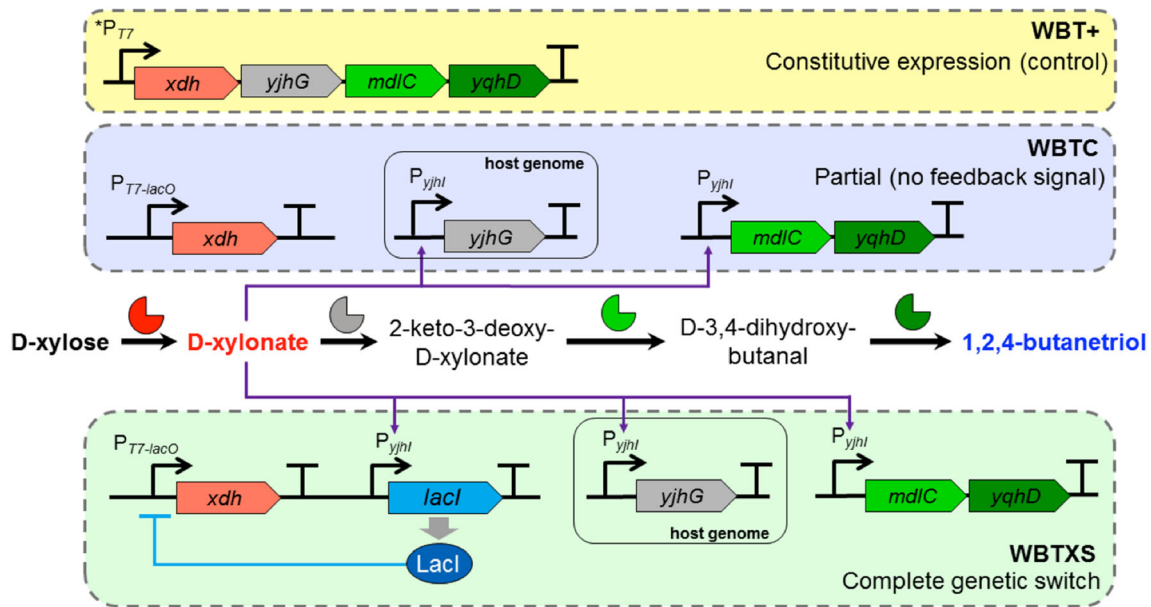 *PT7
WBT+
Constitutive expression (control)
xdh
yjhG
mdlC
yqhD
WBTC
Partial (no feedback signal)
host genome
PT7-lacO
PyjhI
PyjhI
xdh
yjhG
mdlC
yqhD
D-xylose
D-xylonate
2-keto-3-deoxy-
D-xylonate
D-3,4-dihydroxy-
butanal
1,2,4-butanetriol
PT7-lacO
PyjhI
PyjhI
PyjhI
xdh
lacI
yjhG
mdlC
yqhD
host genome
LacI
WBTXS
Complete genetic switch